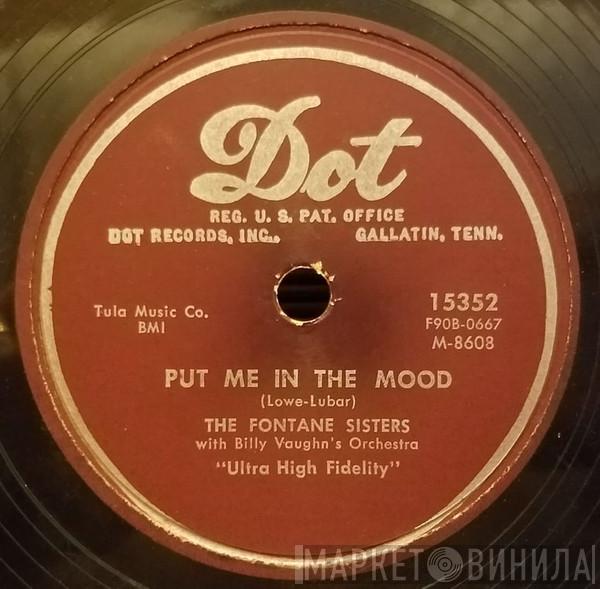 Dot
REG. U. S. PAT. OFFICE
DOT RECORDS, INC., GALLATIN, TENN.
Tula Music Co.
BMI
15352
F90B-0667
M-8608
PUT ME IN THE MOOD
(Lowe-Lubar)
THE FONTANE SISTERS
with Billy Vaughn's Orchestra
"Ultra High Fidelity"
МАРКЕТ ВИНИЛА